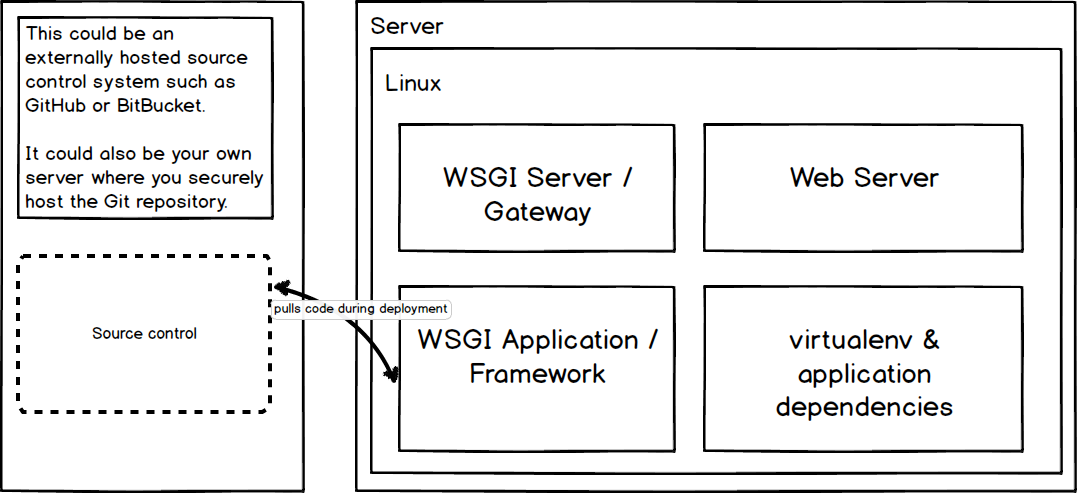 This could be an
externally hosted source
control system such as
GitHub or BitBucket.
It could also be your own
server where you securely
host the Git repository.
Source control
pulls code during deployment
Server
Linux
WSGI Server /
Gateway
Web Server
WSGI Application /
Framework
virtualenv &
application
dependencies